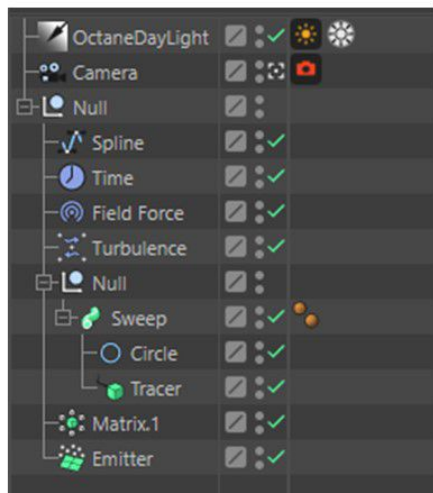 OctaneDayLight
Camera
Null
Spline
Time
Field Force
Turbulence
Null
Sweep
Circle
Tracer
Matrix.1
Emitter